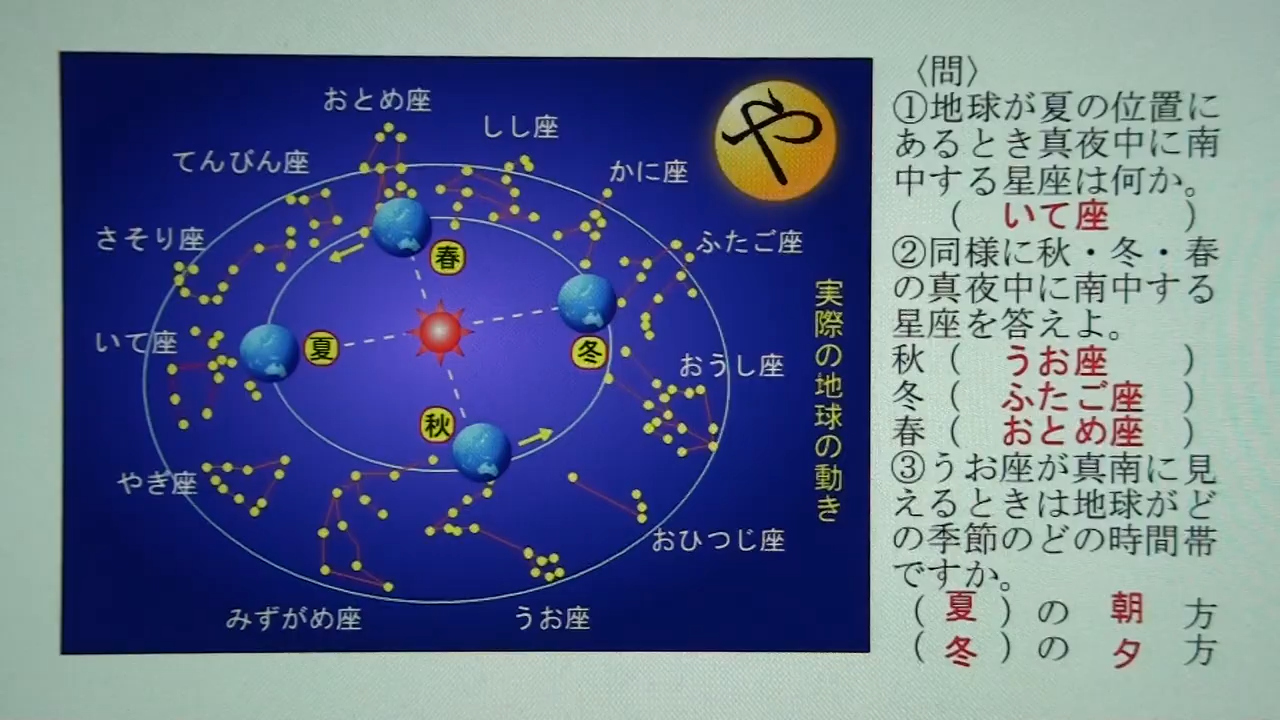 おとめ座
しし座
てんびん座
かに座
さそり座
ふたご座
いて座
おうし座
やぎ座
おひつじ座
みずがめ座
うお座
や
春
夏
冬
秋
実際の地球の動き
〈問〉
①地球が夏の位置に
あるとき真夜中に南
中する星座は何か。
( いて座 )
②同様に秋・冬・春
の真夜中に南中する
星座を答えよ。
秋 ( うお座 )
冬 ( ふたご座 )
春 ( おとめ座 )
③うお座が真南に見
えるときは地球がど
の季節のどの時間帯
ですか。
( 夏 ) の 朝 方
( 冬 ) の 夕 方